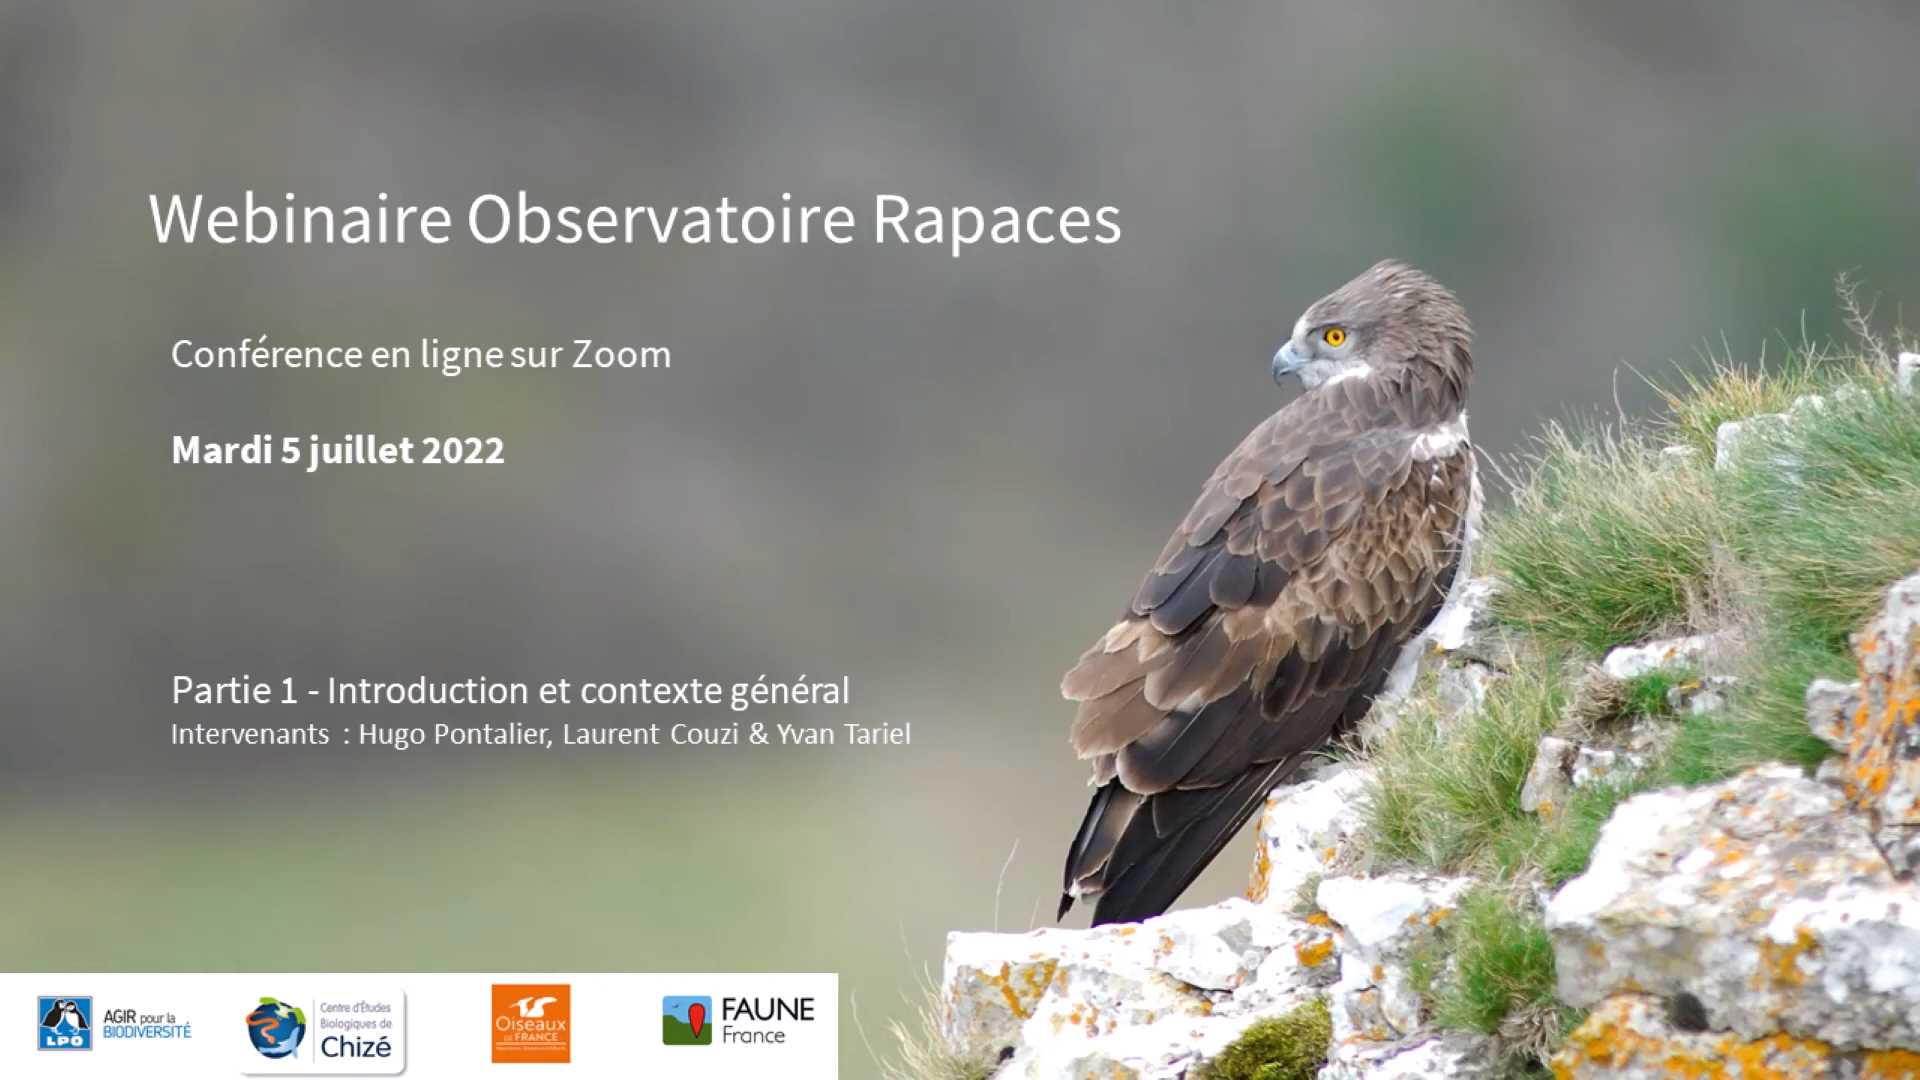 Webinaire Observatoire Rapaces
Conférence en ligne sur Zoom
Mardi 5 juillet 2022
Partie 1 - Introduction et contexte général
Intervenants : Hugo Pontalier, Laurent Couzi & Yvan Tariel
LPO
AGIR pour la
BIODIVERSITÉ
Centre d'Études
Biologiques de
Chizé
Oiseaux
DE FRANCE
FAUNE
France